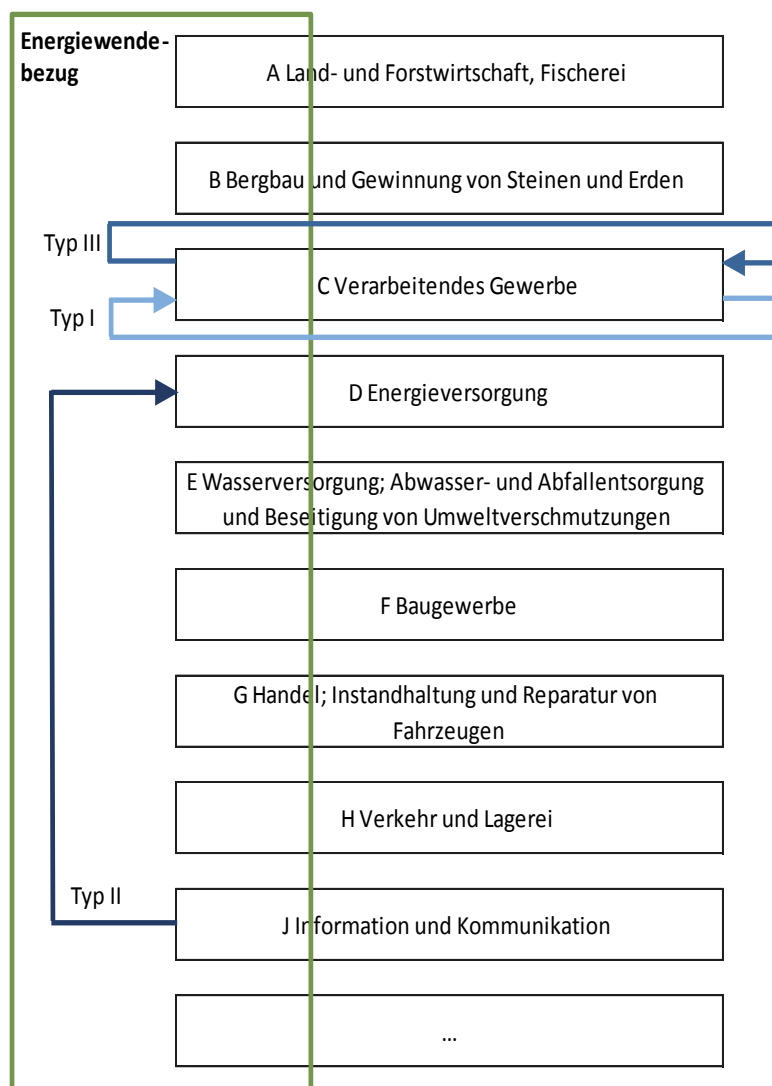 Energiewende-
bezug
A Land- und Forstwirtschaft, Fischerei
B Bergbau und Gewinnung von Steinen und Erden
Typ III
C Verarbeitendes Gewerbe
Typ I
D Energieversorgung
E Wasserversorgung; Abwasser- und Abfallentsorgung
und Beseitigung von Umweltverschmutzungen
F Baugewerbe
G Handel; Instandhaltung und Reparatur von
Fahrzeugen
H Verkehr und Lagerei
Typ II
J Information und Kommunikation
...